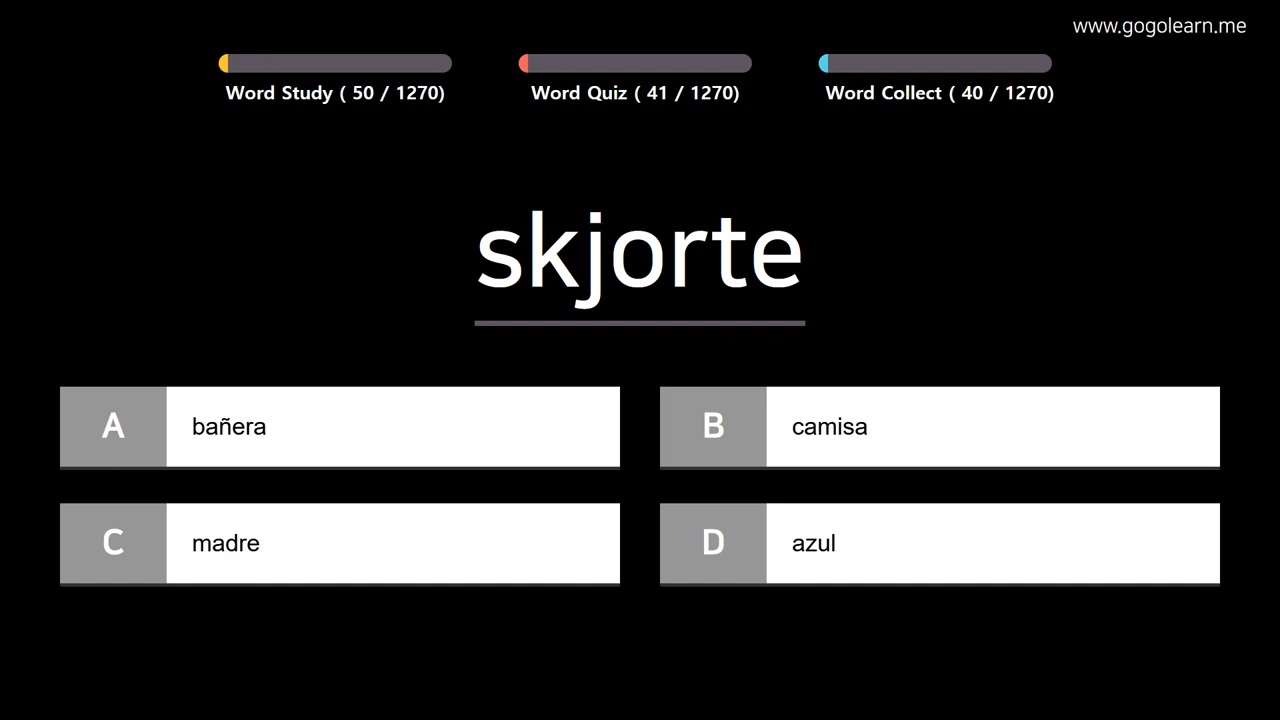 www.gogolearn.me
Word Study ( 50 / 1270)
Word Quiz ( 41 / 1270)
Word Collect ( 40 / 1270)
skjorte
A bañera
B camisa
C madre
D azul